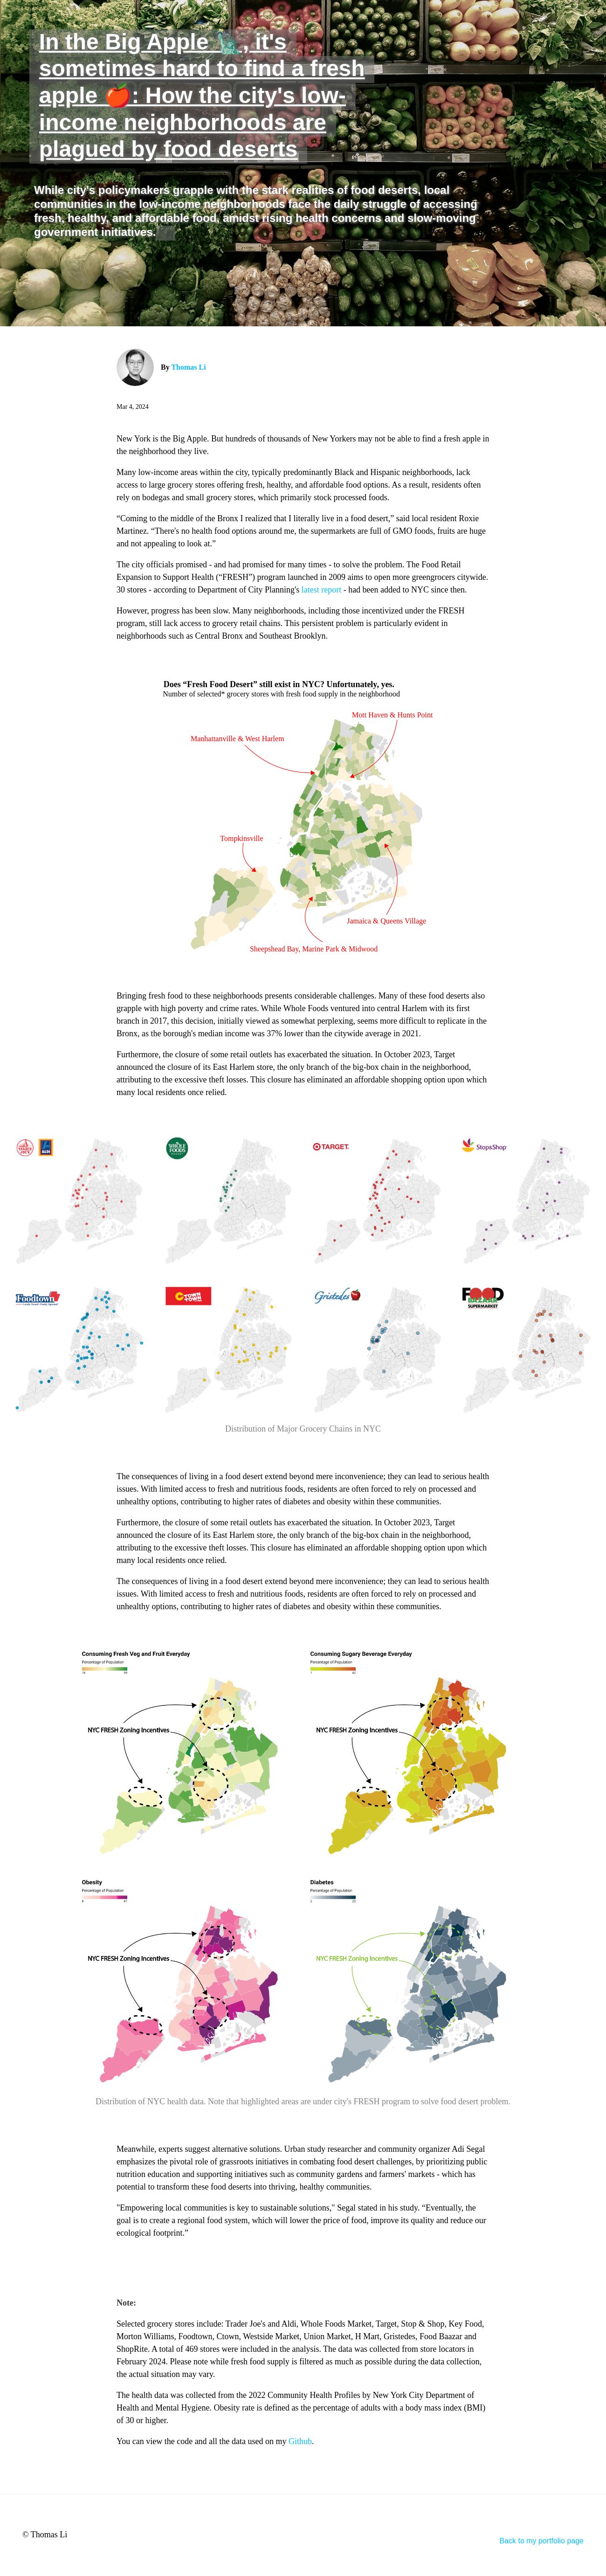 In the Big Apple 🗽, it's
sometimes hard to find a fresh
apple 🍎: How the city's low-
income neighborhoods are
plagued by food deserts
While city's policymakers grapple with the stark realities of food deserts, local
communities in the low-income neighborhoods face the daily struggle of accessing
fresh, healthy, and affordable food, amidst rising health concerns and slow-moving
government initiatives.
By Thomas Li
Mar 4, 2024
New York is the Big Apple. But hundreds of thousands of New Yorkers may not be able to find a fresh apple in
the neighborhood they live.
Many low-income areas within the city, typically predominantly Black and Hispanic neighborhoods, lack
access to large grocery stores offering fresh, healthy, and affordable food options. As a result, residents often
rely on bodegas and small grocery stores, which primarily stock processed foods.
“Coming to the middle of the Bronx I realized that I literally live in a food desert,” said local resident Roxie
Martinez. “There's no health food options around me, the supermarkets are full of GMO foods, fruits are huge
and not appealing to look at.”
The city officials promised - and had promised for many times - to solve the problem. The Food Retail
Expansion to Support Health (“FRESH”) program launched in 2009 aims to open more greengrocers citywide.
30 stores - according to Department of City Planning's latest report - had been added to NYC since then.
However, progress has been slow. Many neighborhoods, including those incentivized under the FRESH
program, still lack access to grocery retail chains. This persistent problem is particularly evident in
neighborhoods such as Central Bronx and Southeast Brooklyn.
Does “Fresh Food Desert” still exist in NYC? Unfortunately, yes.
Number of selected* grocery stores with fresh food supply in the neighborhood
Mott Haven & Hunts Point
Manhattanville & West Harlem
Tompkinsville
Jamaica & Queens Village
Sheepshead Bay, Marine Park & Midwood
Bringing fresh food to these neighborhoods presents considerable challenges. Many of these food deserts also
grapple with high poverty and crime rates. While Whole Foods ventured into central Harlem with its first
branch in 2017, this decision, initially viewed as somewhat perplexing, seems more difficult to replicate in the
Bronx, as the borough's median income was 37% lower than the citywide average in 2021.
Furthermore, the closure of some retail outlets has exacerbated the situation. In October 2023, Target
announced the closure of its East Harlem store, the only branch of the big-box chain in the neighborhood,
attributing to the excessive theft losses. This closure has eliminated an affordable shopping option upon which
many local residents once relied.
TRADER JOE'S ALDI
WHOLE FOODS MARKET
TARGET.
Stop&Shop
Foodtown
CTOWN
Gristedes
FOOD BAZAAR SUPERMARKET
Distribution of Major Grocery Chains in NYC
The consequences of living in a food desert extend beyond mere inconvenience; they can lead to serious health
issues. With limited access to fresh and nutritious foods, residents are often forced to rely on processed and
unhealthy options, contributing to higher rates of diabetes and obesity within these communities.
Furthermore, the closure of some retail outlets has exacerbated the situation. In October 2023, Target
announced the closure of its East Harlem store, the only branch of the big-box chain in the neighborhood,
attributing to the excessive theft losses. This closure has eliminated an affordable shopping option upon which
many local residents once relied.
The consequences of living in a food desert extend beyond mere inconvenience; they can lead to serious health
issues. With limited access to fresh and nutritious foods, residents are often forced to rely on processed and
unhealthy options, contributing to higher rates of diabetes and obesity within these communities.
Consuming Fresh Veg and Fruit Everyday
Percentage of Population
NYC FRESH Zoning Incentives
Consuming Sugary Beverage Everyday
Percentage of Population
NYC FRESH Zoning Incentives
Obesity
Percentage of Population
NYC FRESH Zoning Incentives
Diabetes
Percentage of Population
NYC FRESH Zoning Incentives
Distribution of NYC health data. Note that highlighted areas are under city's FRESH program to solve food desert problem.
Meanwhile, experts suggest alternative solutions. Urban study researcher and community organizer Adi Segal
emphasizes the pivotal role of grassroots initiatives in combating food desert challenges, by prioritizing public
nutrition education and supporting initiatives such as community gardens and farmers' markets - which has
potential to transform these food deserts into thriving, healthy communities.
"Empowering local communities is key to sustainable solutions," Segal stated in his study. “Eventually, the
goal is to create a regional food system, which will lower the price of food, improve its quality and reduce our
ecological footprint.”
Note:
Selected grocery stores include: Trader Joe's and Aldi, Whole Foods Market, Target, Stop & Shop, Key Food,
Morton Williams, Foodtown, Ctown, Westside Market, Union Market, H Mart, Gristedes, Food Baazar and
ShopRite. A total of 469 stores were included in the analysis. The data was collected from store locators in
February 2024. Please note while fresh food supply is filtered as much as possible during the data collection,
the actual situation may vary.
The health data was collected from the 2022 Community Health Profiles by New York City Department of
Health and Mental Hygiene. Obesity rate is defined as the percentage of adults with a body mass index (BMI)
of 30 or higher.
You can view the code and all the data used on my Github.
© Thomas Li
Back to my portfolio page